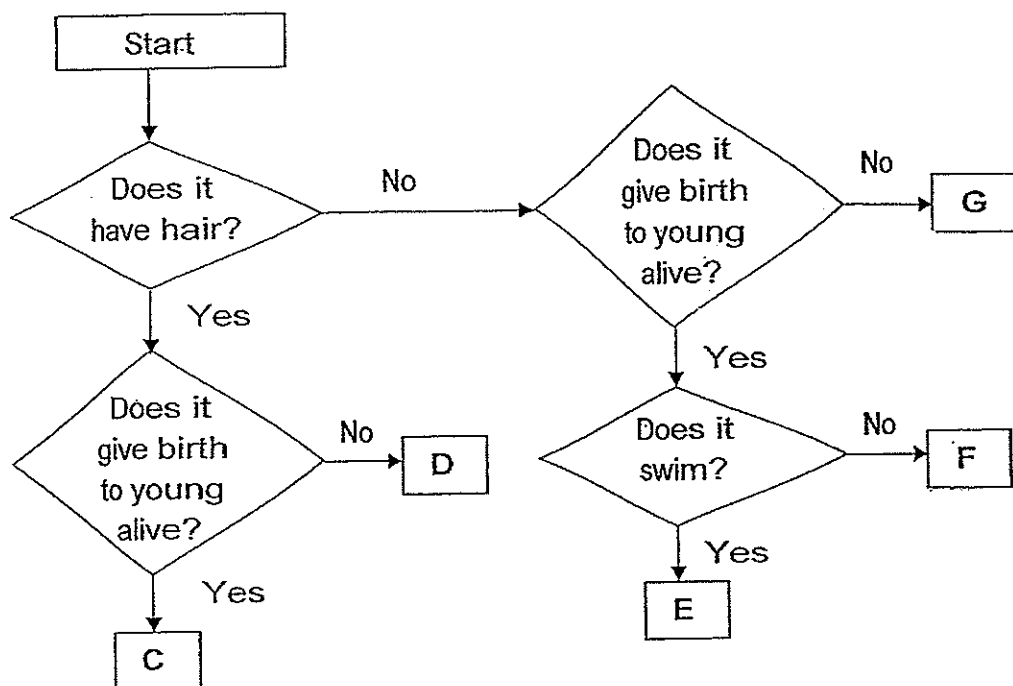 Start
Does it
have hair?
No
Does it
give birth
to young
alive?
No
G
Yes
Yes
Does it
give birth
to young
alive?
No
D
Does it
swim?
No
F
Yes
C
Yes
E